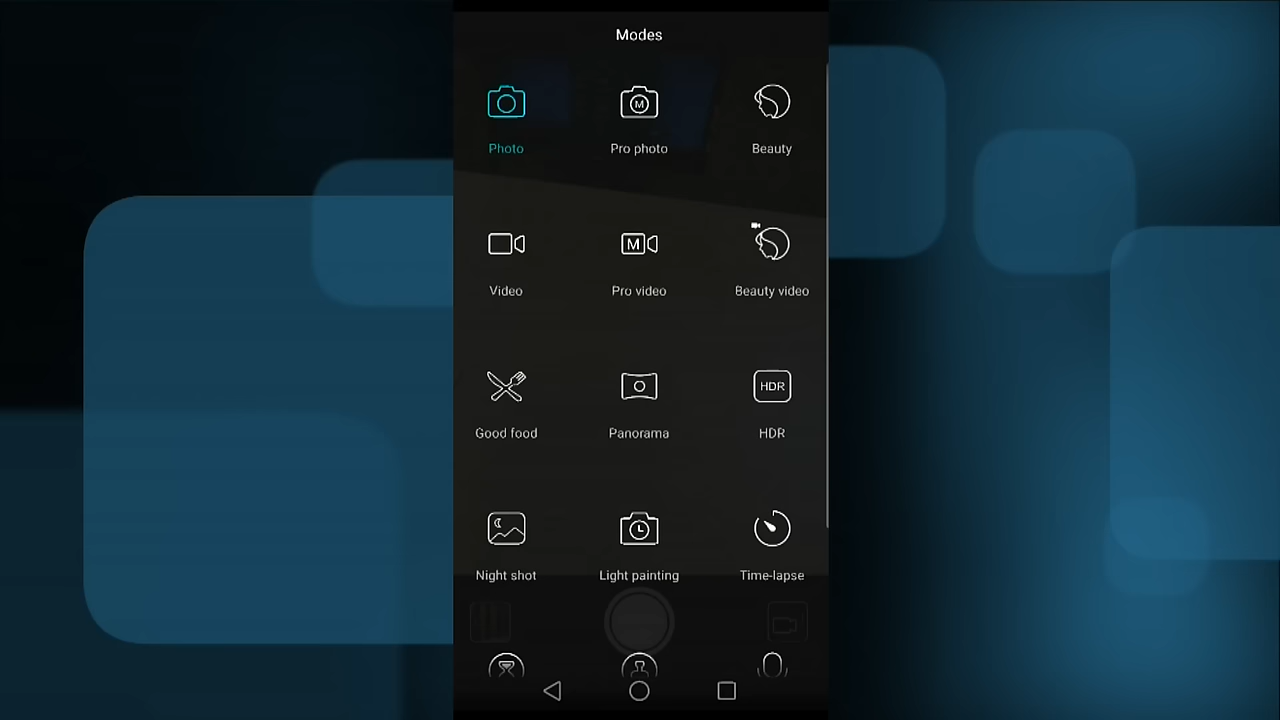 Modes
Photo
Pro photo
Beauty
M
Video
Pro video
Beauty video
M
Good food
Panorama
HDR
HDR
Night shot
Light painting
Time-lapse